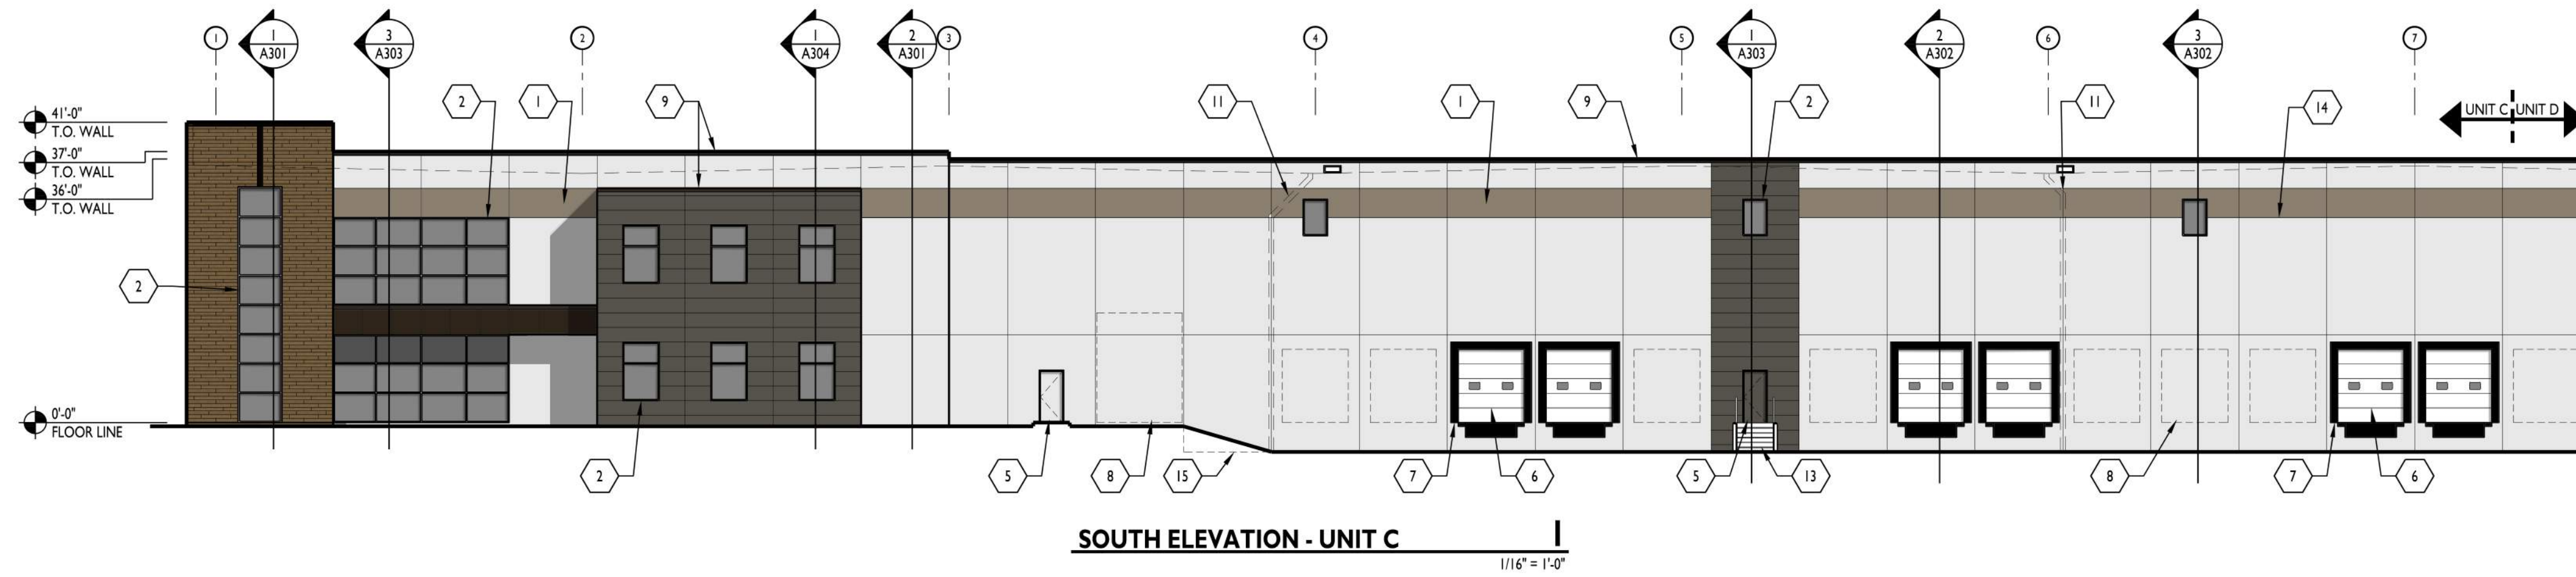 1
1
A301
3
A303
2
1
A304
2
A301
3
4
5
1
A303
2
A302
6
3
A302
7
2
1
9
11
1
9
2
11
14
UNIT C UNIT D
41'-0"
T.O. WALL
37'-0"
T.O. WALL
36'-0"
T.O. WALL
2
0'-0"
FLOOR LINE
2
5
8
15
7
6
5
13
8
7
6
SOUTH ELEVATION - UNIT C 1
1/16" = 1'-0"